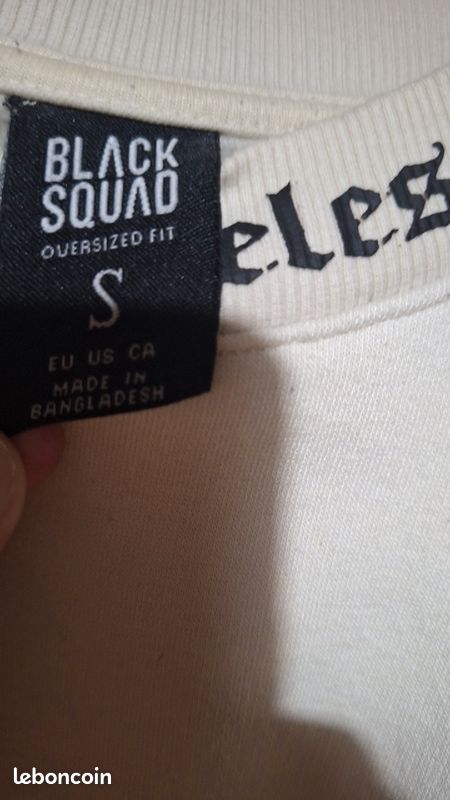 BLACK
SQUAD
OVERSIZED FIT
S
EU US CA
MADE IN
BANGLADESH
eles
leboncoin